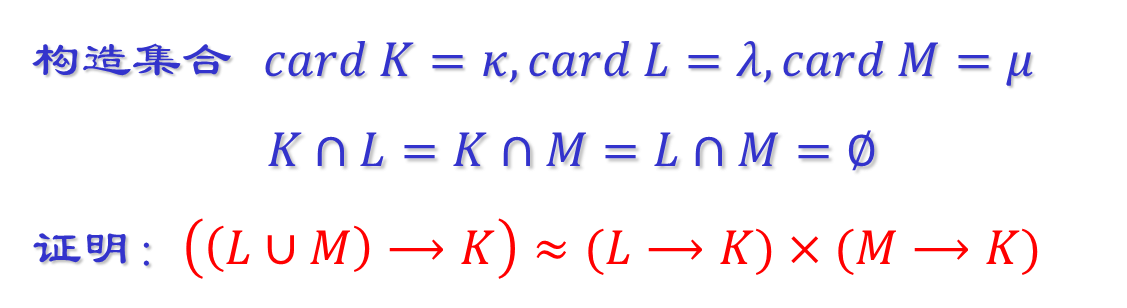 构造集合 card K = κ, card L = λ, card M = μ
K ∩ L = K ∩ M = L ∩ M = ∅
证明: ((L ∪ M) ⟶ K) ≈ (L ⟶ K) × (M ⟶ K)